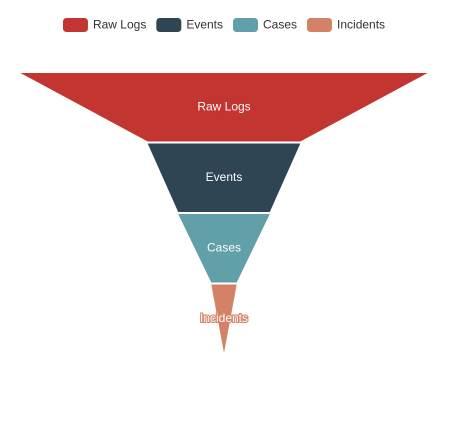 Raw Logs Events Cases Incidents
Raw Logs
Events
Cases
Incidents